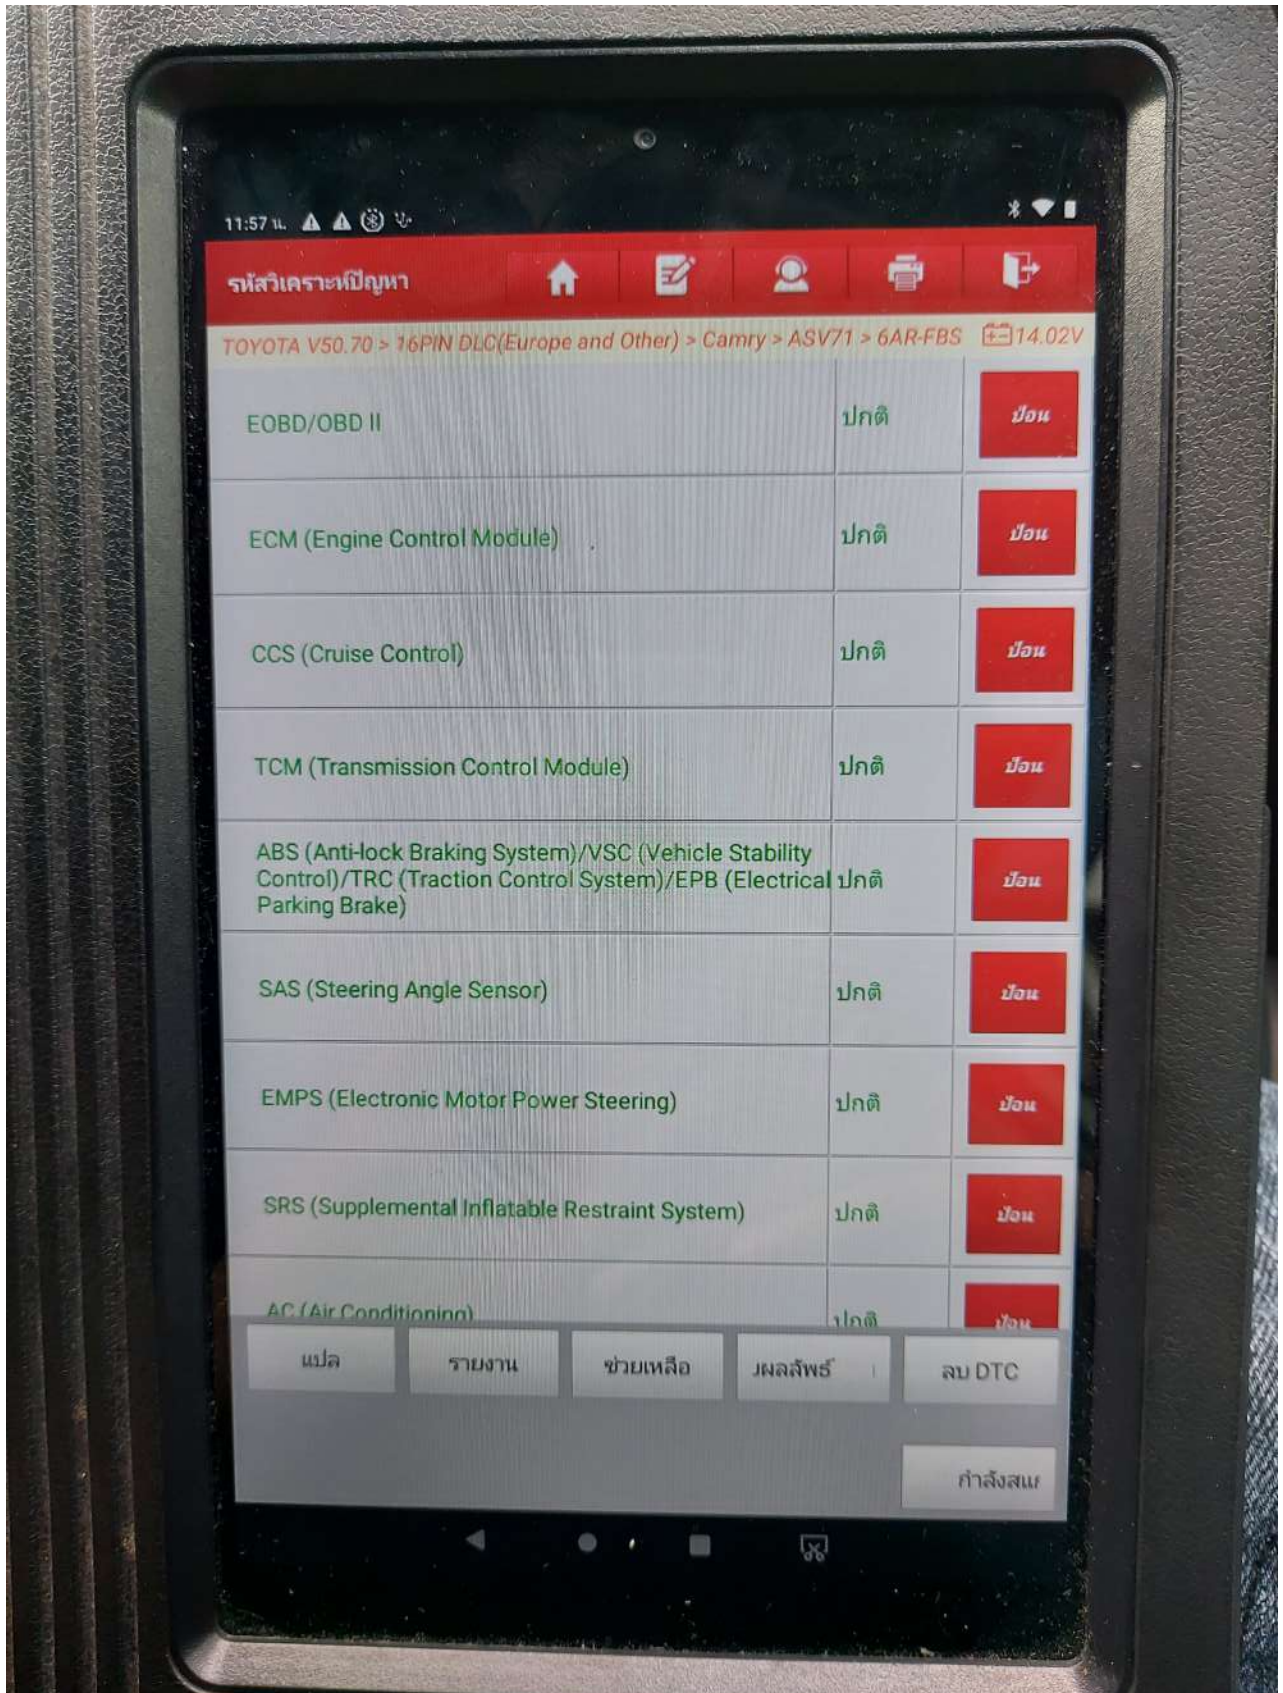 11:57 น.
รหัสวิเคราะห์ปัญหา
TOYOTA V50.70 > 16PIN DLC(Europe and Other) > Camry > ASV71 > 6AR-FBS 14.02V
EOBD/OBD II ปกติ ป้อน
ECM (Engine Control Module) ปกติ ป้อน
CCS (Cruise Control) ปกติ ป้อน
TCM (Transmission Control Module) ปกติ ป้อน
ABS (Anti-lock Braking System)/VSC (Vehicle Stability
Control)/TRC (Traction Control System)/EPB (Electrical ปกติ ป้อน
Parking Brake)
SAS (Steering Angle Sensor) ปกติ ป้อน
EMPS (Electronic Motor Power Steering) ปกติ ป้อน
SRS (Supplemental Inflatable Restraint System) ปกติ ป้อน
AC (Air Conditioning) ปกติ ป้อน
แปล รายงาน ช่วยเหลือ ผลลัพธ์ ลบ DTC
กำลังสแ